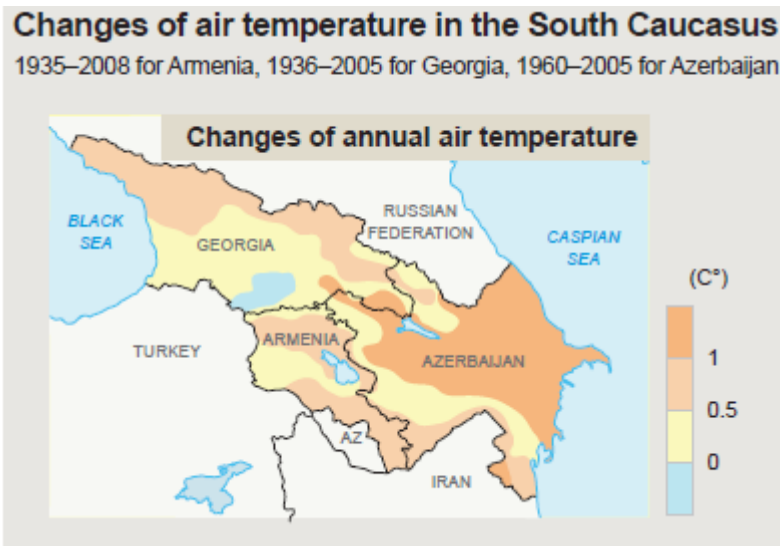 Changes of air temperature in the South Caucasus
1935–2008 for Armenia, 1936–2005 for Georgia, 1960–2005 for Azerbaijan
Changes of annual air temperature
RUSSIAN
FEDERATION
BLACK
SEA
GEORGIA
CASPIAN
SEA
(C°)
TURKEY
ARMENIA
AZERBAIJAN
1
0.5
0
AZ
IRAN